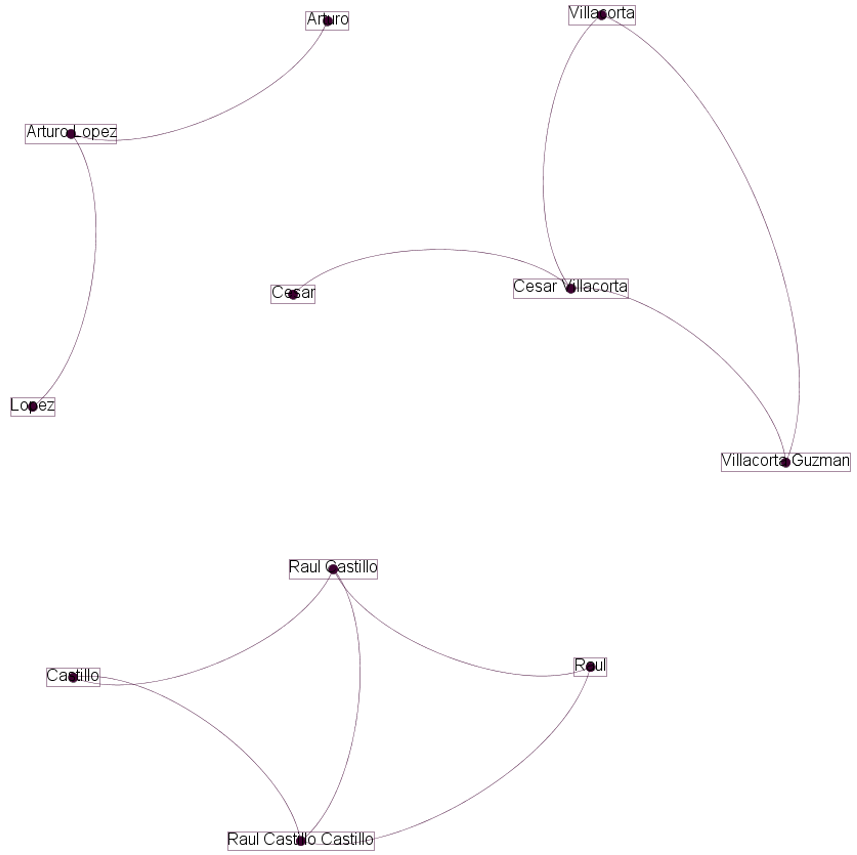 Arturo
Villacorta
Arturo Lopez
Cesar
Cesar Villacorta
Lopez
Villacorta Guzman
Raul Castillo
Castillo
Raul
Raul Castillo Castillo